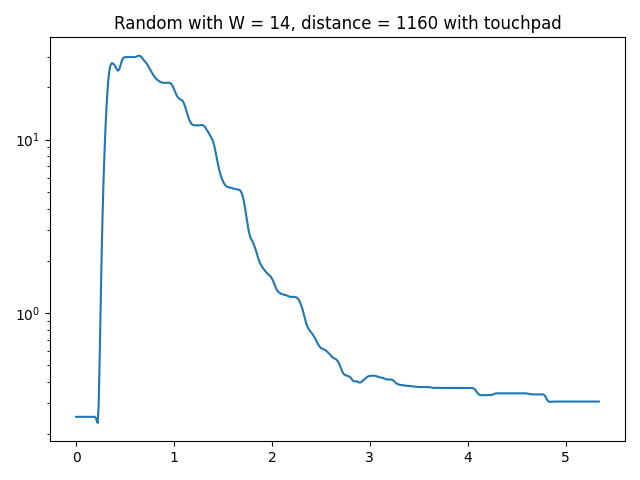 Random with W = 14, distance = 1160 with touchpad
10¹
10⁰
0 1 2 3 4 5